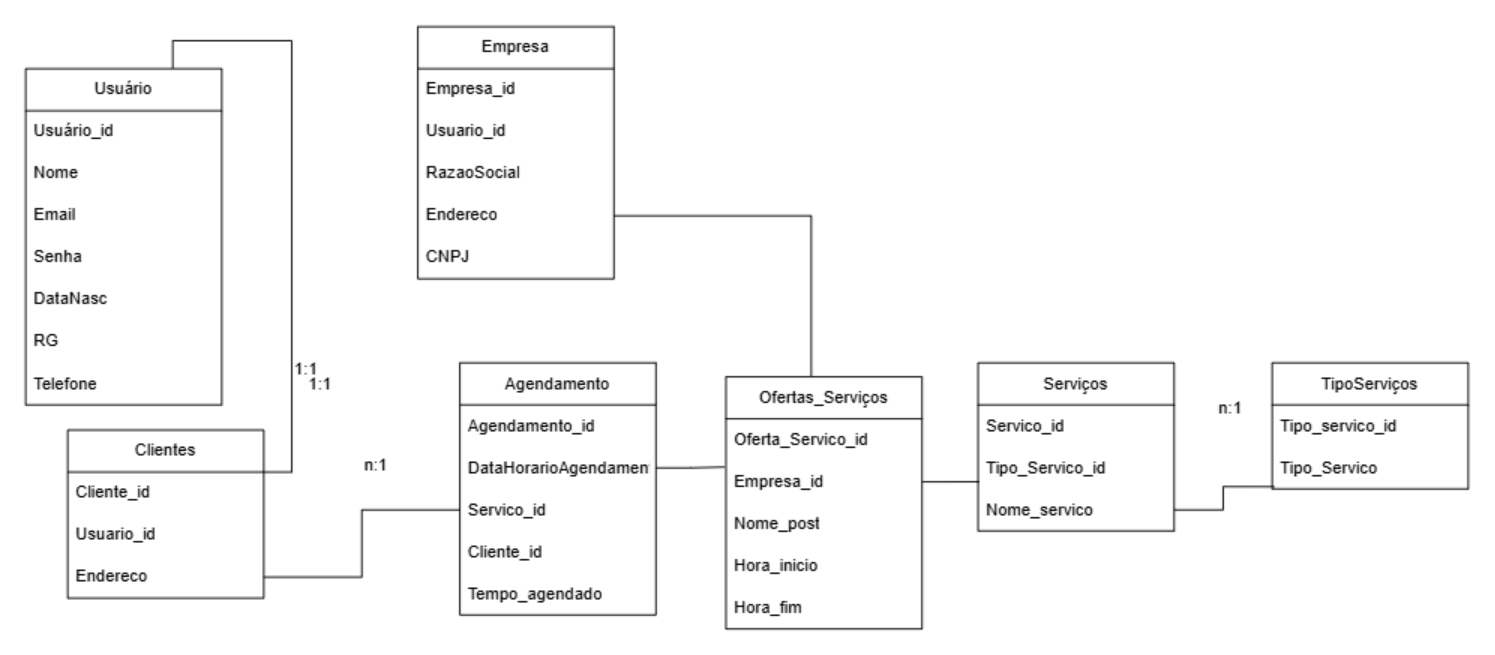 Usuário
Usuário_id
Nome
Email
Senha
DataNasc
RG
Telefone
Empresa
Empresa_id
Usuario_id
RazaoSocial
Endereco
CNPJ
1:1
1:1
Clientes
Cliente_id
Usuario_id
Endereco
n:1
Agendamento
Agendamento_id
DataHorarioAgendamen
Servico_id
Cliente_id
Tempo_agendado
Ofertas_Serviços
Oferta_Servico_id
Empresa_id
Nome_post
Hora_inicio
Hora_fim
Serviços
Servico_id
Tipo_Servico_id
Nome_servico
n:1
TipoServiços
Tipo_servico_id
Tipo_Servico